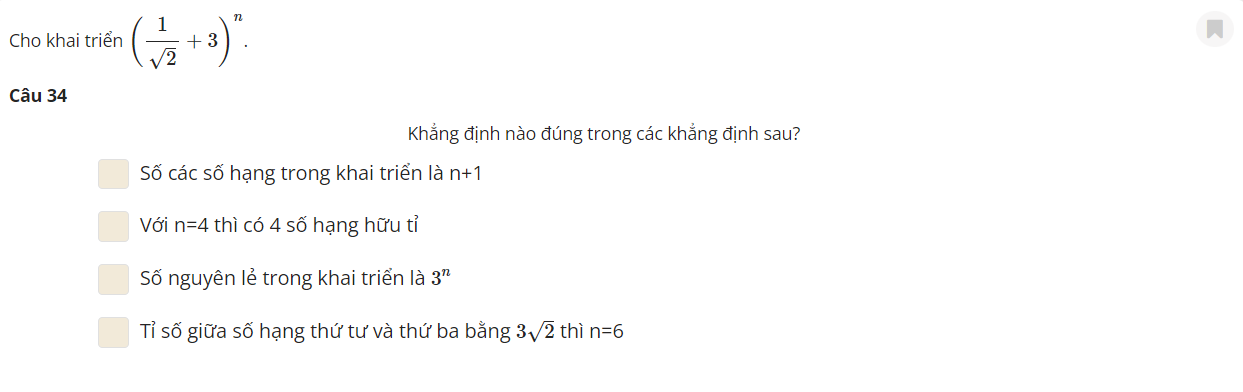 Cho khai triển $\left(\frac{1}{\sqrt{2}} + 3\right)^n$.
Câu 34
Khẳng định nào đúng trong các khẳng định sau?
Số các số hạng trong khai triển là n+1
Với n=4 thì có 4 số hạng hữu tỉ
Số nguyên lẻ trong khai triển là $3^n$
Tỉ số giữa số hạng thứ tư và thứ ba bằng $3\sqrt{2}$ thì n=6